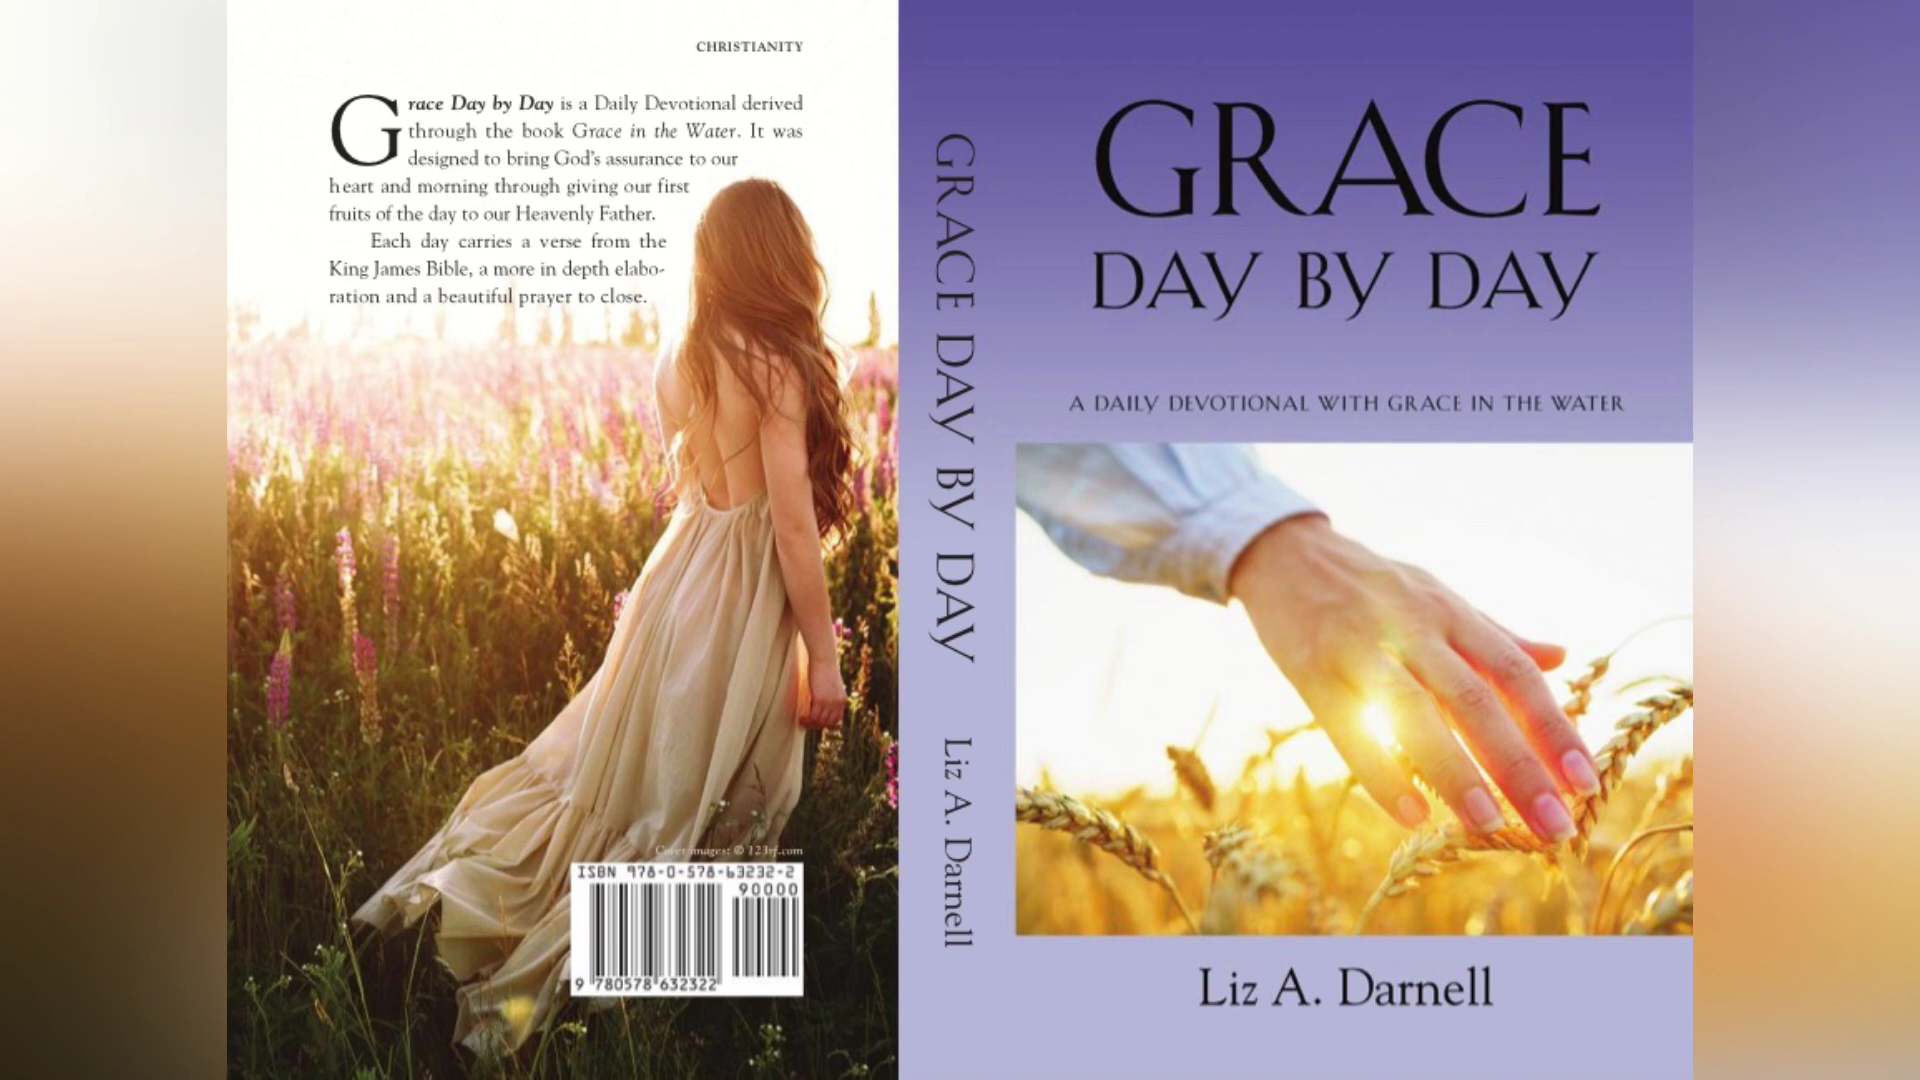 CHRISTIANITY
Grace Day by Day is a Daily Devotional derived
through the book Grace in the Water. It was
designed to bring God's assurance to our
heart and morning through giving our first
fruits of the day to our Heavenly Father.
Each day carries a verse from the
King James Bible, a more in depth elabo-
ration and a beautiful prayer to close.
Cover images: © 123rf.com
ISBN 978-0-578-63232-2
90000
9 780578 632322
GRACE DAY BY DAY Liz A. Darnell
GRACE
DAY BY DAY
A DAILY DEVOTIONAL WITH GRACE IN THE WATER
Liz A. Darnell